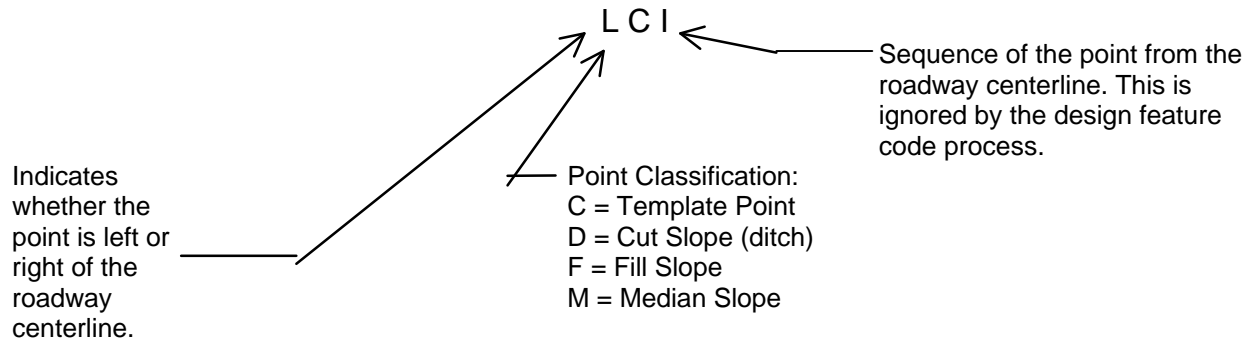 L C I
Sequence of the point from the
roadway centerline. This is
ignored by the design feature
code process.
Indicates
whether the
point is left or
right of the
roadway
centerline.
Point Classification:
C = Template Point
D = Cut Slope (ditch)
F = Fill Slope
M = Median Slope